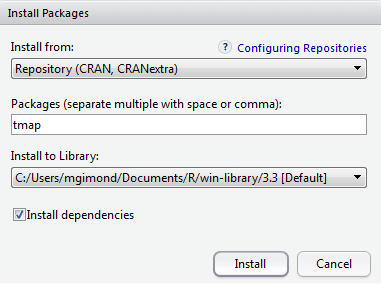 Install Packages
Install from:
? Configuring Repositories
Repository (CRAN, CRANextra)
Packages (separate multiple with space or comma):
tmap
Install to Library:
C:/Users/mgimond/Documents/R/win-library/3.3 [Default]
Install dependencies
Install Cancel